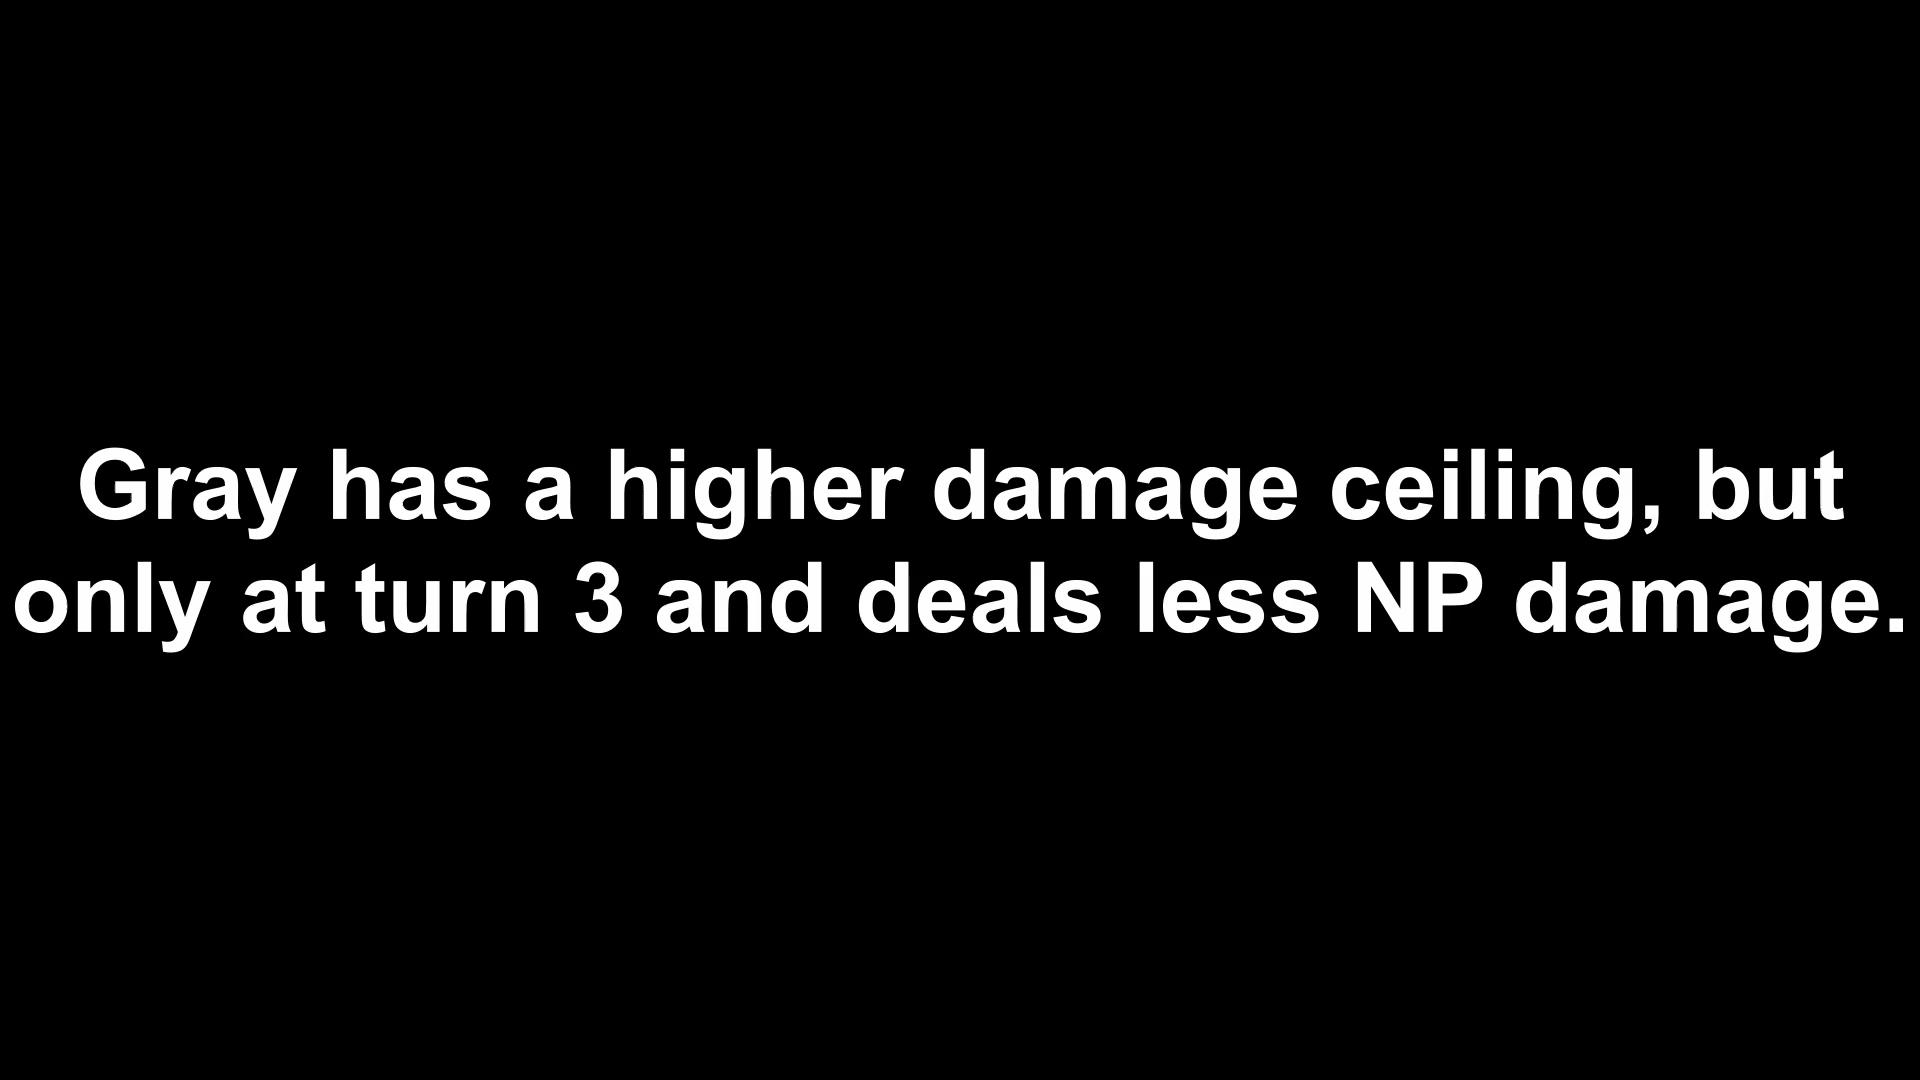 Gray has a higher damage ceiling, but
only at turn 3 and deals less NP damage.